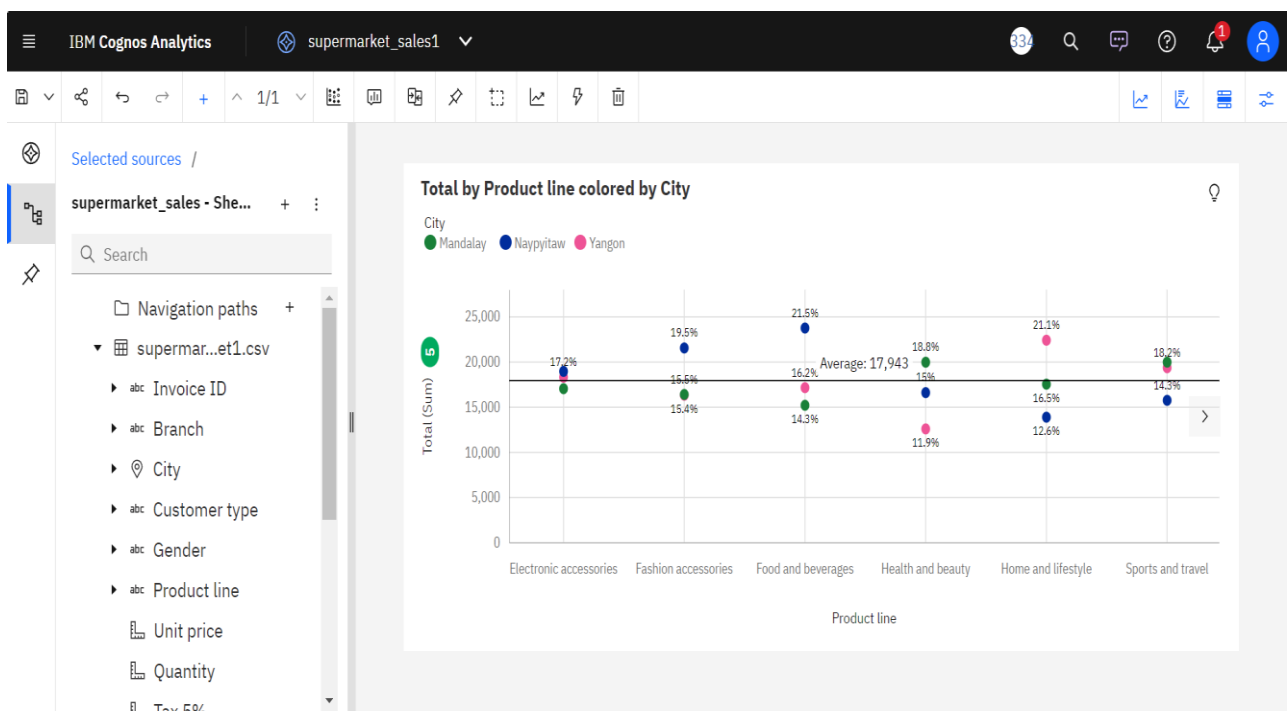 IBM Cognos Analytics supermarket_sales1 334 1
1/1
Selected sources /
supermarket_sales - She... +
Search
Navigation paths +
supermar...et1.csv
abc Invoice ID
abc Branch
City
abc Customer type
abc Gender
abc Product line
Unit price
Quantity
Tax 5%
Total by Product line colored by City
City
Mandalay Naypyitaw Yangon
5
Total (Sum)
25,000
20,000
15,000
10,000
5,000
0
17.2%
19.5%
15.5%
15.4%
21.5%
16.2%
14.3%
Average: 17,943
18.8%
15%
11.9%
21.1%
16.5%
12.6%
18.2%
14.3%
Electronic accessories Fashion accessories Food and beverages Health and beauty Home and lifestyle Sports and travel
Product line